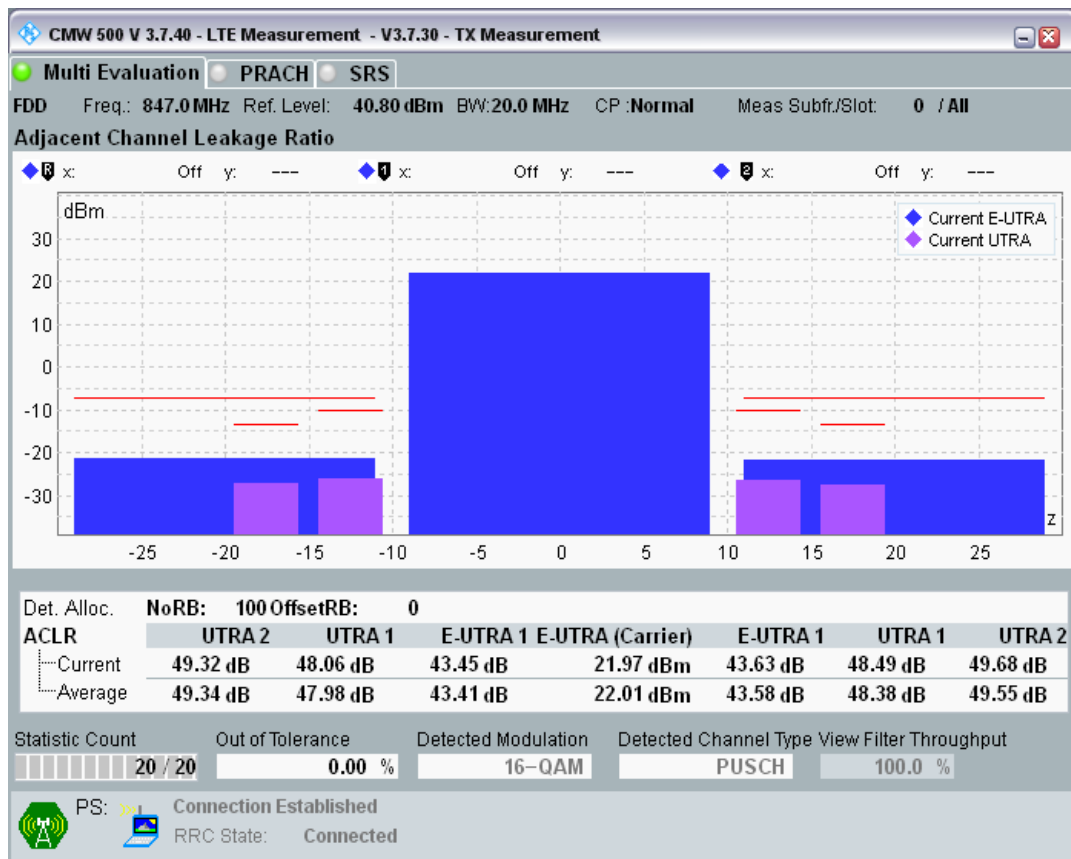 CMW 500 V 3.7.40 - LTE Measurement - V3.7.30 - TX Measurement
Multi Evaluation PRACH SRS
FDD Freq.: 847.0 MHz Ref. Level: 40.80 dBm BW: 20.0 MHz CP : Normal Meas Subfr./Slot: 0 / All
Adjacent Channel Leakage Ratio
R x: Off y: --- 1 x: Off y: --- 2 x: Off y: ---
dBm
Current E-UTRA
Current UTRA
30
20
10
0
-10
-20
-30
z
-25 -20 -15 -10 -5 0 5 10 15 20 25
Det. Alloc. NoRB: 100 OffsetRB: 0
ACLR UTRA 2 UTRA 1 E-UTRA 1 E-UTRA (Carrier) E-UTRA 1 UTRA 1 UTRA 2
Current 49.32 dB 48.06 dB 43.45 dB 21.97 dBm 43.63 dB 48.49 dB 49.68 dB
Average 49.34 dB 47.98 dB 43.41 dB 22.01 dBm 43.58 dB 48.38 dB 49.55 dB
Statistic Count Out of Tolerance Detected Modulation Detected Channel Type View Filter Throughput
20 / 20 0.00 % 16-QAM PUSCH 100.0 %
PS: Connection Established
RRC State: Connected